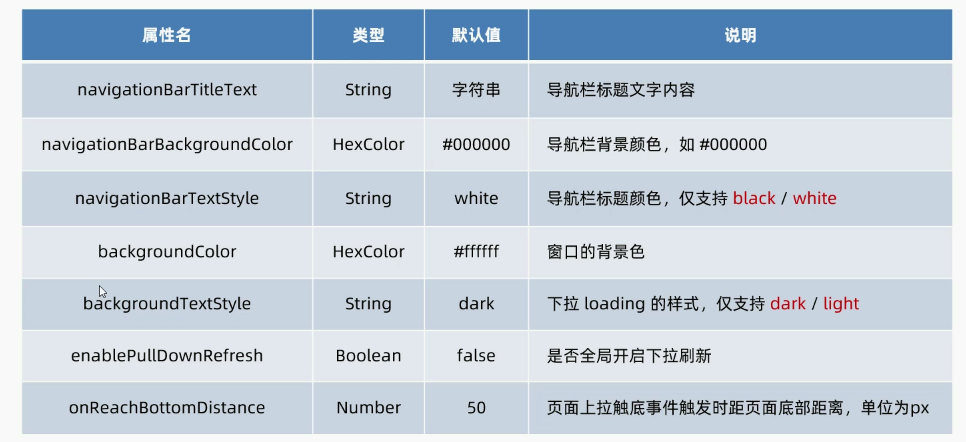 属性名 类型 默认值 说明
navigationBarTitleText String 字符串 导航栏标题文字内容
navigationBarBackgroundColor HexColor #000000 导航栏背景颜色，如 #000000
navigationBarTextStyle String white 导航栏标题颜色，仅支持 black / white
backgroundColor HexColor #ffffff 窗口的背景色
backgroundTextStyle String dark 下拉 loading 的样式，仅支持 dark / light
enablePullDownRefresh Boolean false 是否全局开启下拉刷新
onReachBottomDistance Number 50 页面上拉触底事件触发时距页面底部距离，单位为px